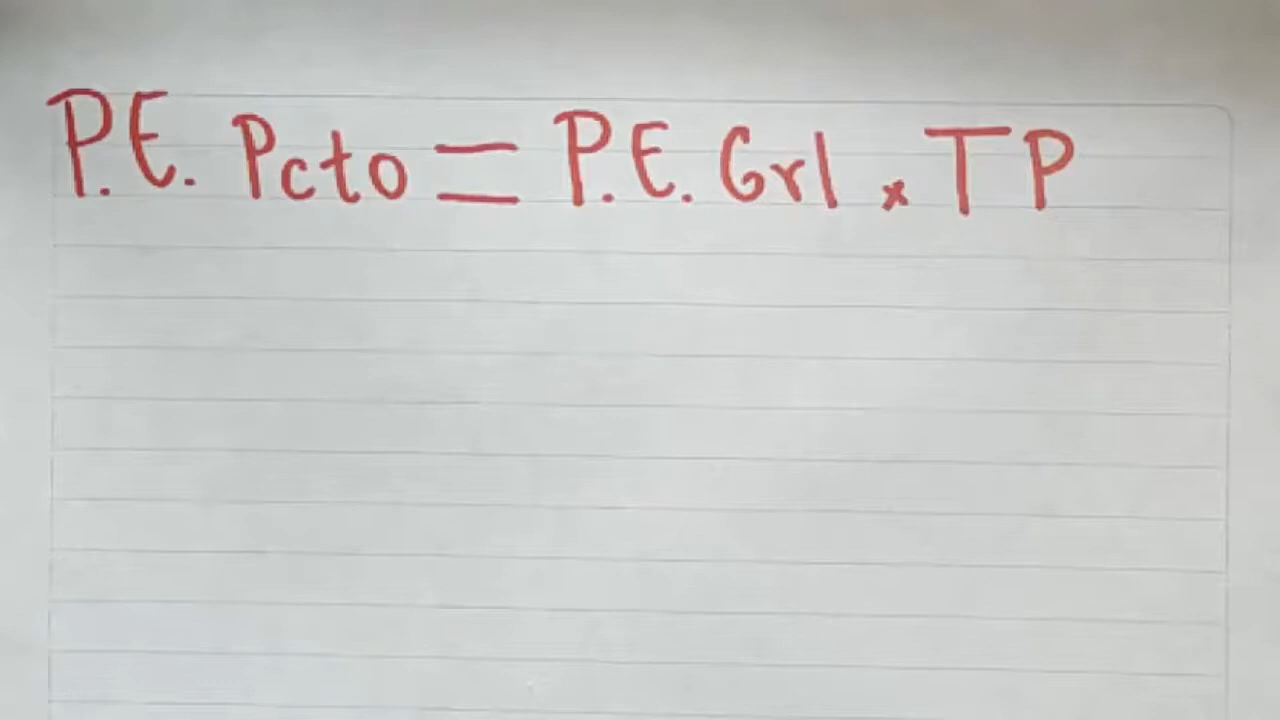 P.E. Pcto = P.E. Grl x TP